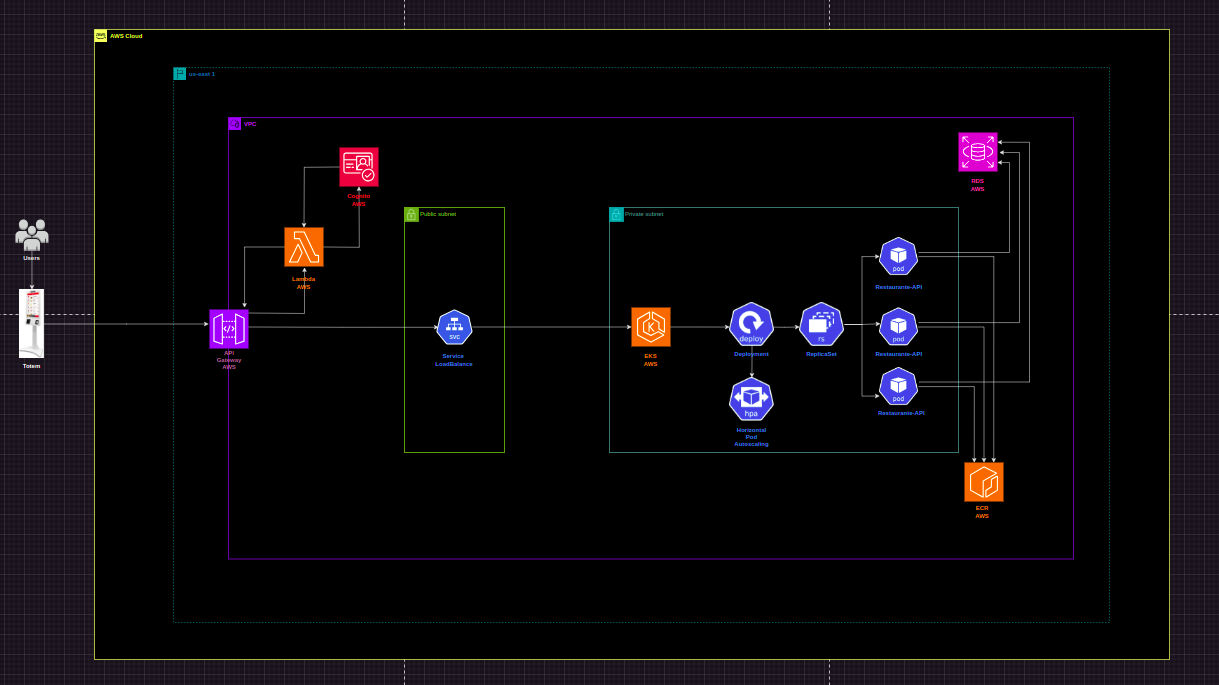 aws
AWS Cloud
us-east 1
VPC
Cognito
AWS
BDS
AWS
Public subnet
Private subnet
Users
Lambda
AWS
pod
Restaurante-API
API
Gateway
AWS
svc
Service
LoadBalance
EKS
AWS
deploy
Deployment
rs
ReplicaSet
pod
Restaurante-API
Totem
hpa
Horizontal
Pod
Autoscaling
pod
Restaurante-API
ECR
AWS